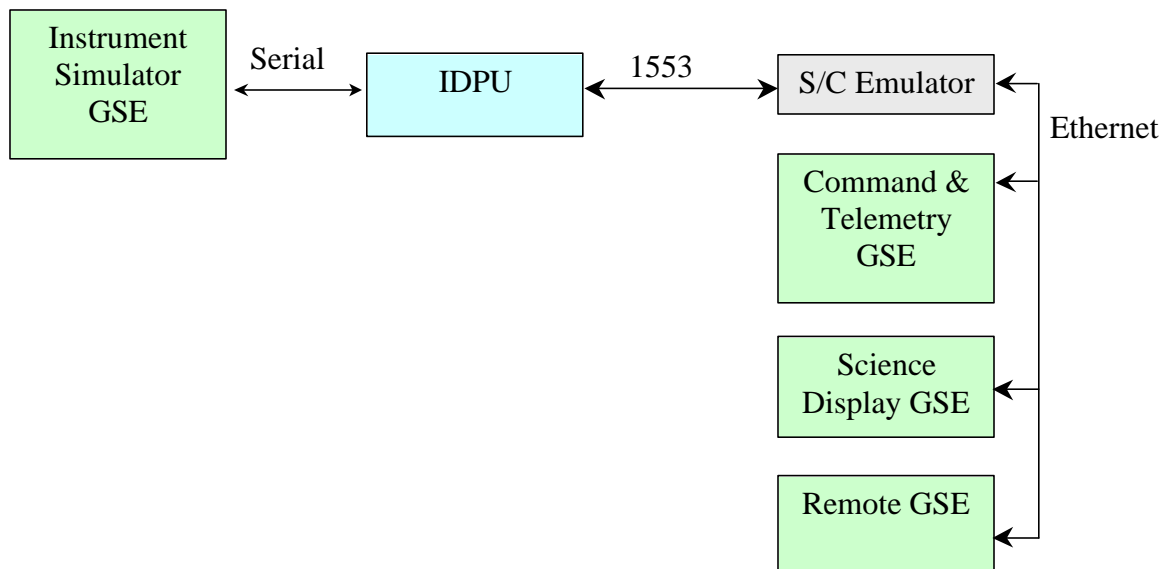 Instrument
Simulator
GSE
Serial
IDPU
1553
S/C Emulator
Ethernet
Command &
Telemetry
GSE
Science
Display GSE
Remote GSE